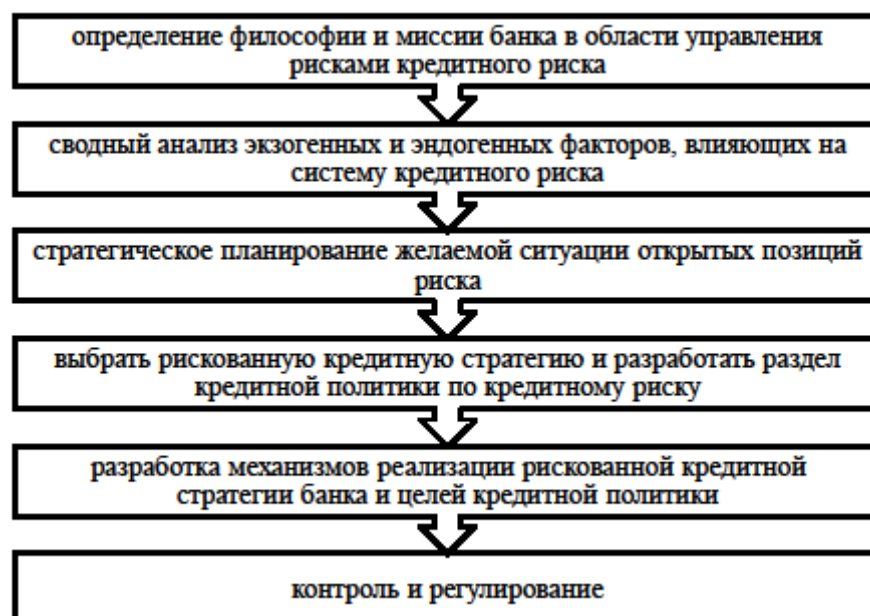 определение философии и миссии банка в области управления
рисками кредитного риска
сводный анализ экзогенных и эндогенных факторов, влияющих на
систему кредитного риска
стратегическое планирование желаемой ситуации открытых позиций
риска
выбрать рискованную кредитную стратегию и разработать раздел
кредитной политики по кредитному риску
разработка механизмов реализации рискованной кредитной
стратегии банка и целей кредитной политики
контроль и регулирование